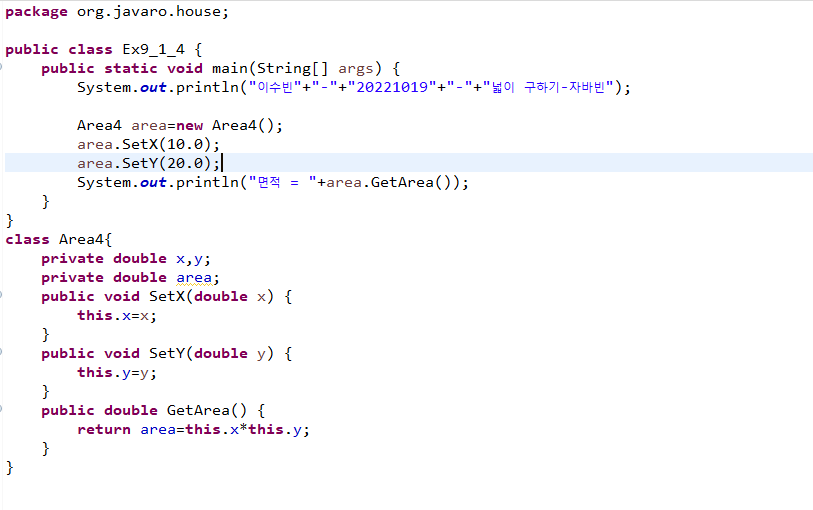 package org.javaro.house;
public class Ex9_1_4 {
public static void main(String[] args) {
System.out.println("이수빈"+"-"+"20221019"+"-"+"넓이 구하기-자바빈");
Area4 area=new Area4();
area.SetX(10.0);
area.SetY(20.0);
System.out.println("면적 = "+area.GetArea());
}
}
class Area4{
private double x,y;
private double area;
public void SetX(double x) {
this.x=x;
}
public void SetY(double y) {
this.y=y;
}
public double GetArea() {
return area=this.x*this.y;
}
}